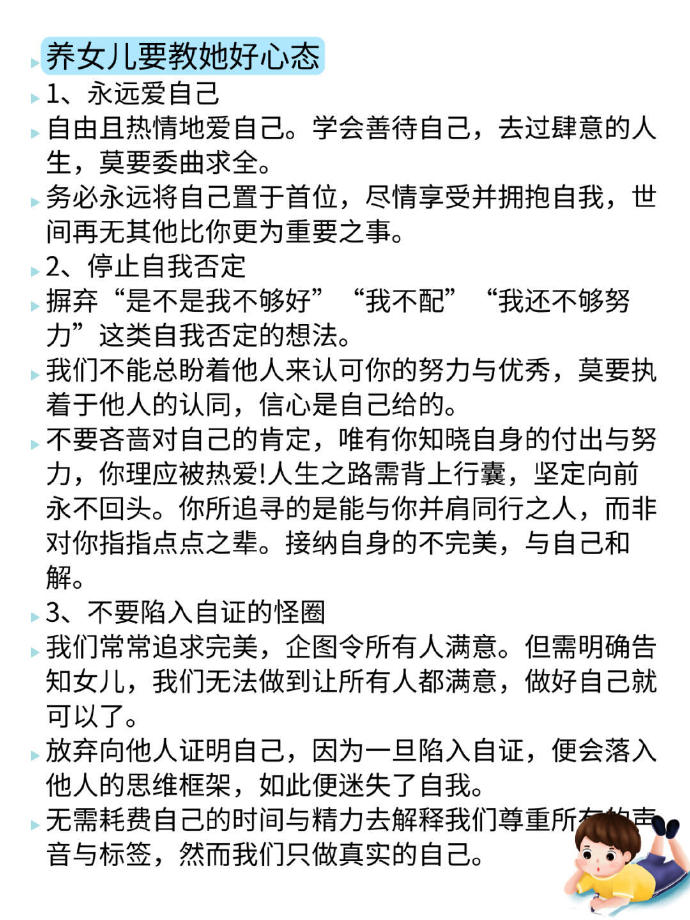 养女儿要教她好心态
1、永远爱自己
自由且热情地爱自己。学会善待自己，去过肆意的人
生，莫要委曲求全。
务必永远将自己置于首位，尽情享受并拥抱自我，世
间再无其他比你更为重要之事。
2、停止自我否定
摒弃“是不是我不够好”“我不配”“我还不够努
力”这类自我否定的想法。
我们不能总盼着他人来认可你的努力与优秀，莫要执
着于他人的认同，信心是自己给的。
不要吝啬对自己的肯定，唯有你知晓自身的付出与努
力，你理应被热爱!人生之路需背上行囊，坚定向前
永不回头。你所追寻的是能与你并肩同行之人，而非
对你指指点点之辈。接纳自身的不完美，与自己和
解。
3、不要陷入自证的怪圈
我们常常追求完美，企图令所有人满意。但需明确告
知女儿，我们无法做到让所有人都满意，做好自己就
可以了。
放弃向他人证明自己，因为一旦陷入自证，便会落入
他人的思维框架，如此便迷失了自我。
无需耗费自己的时间与精力去解释我们尊重所有的声
音与标签，然而我们只做真实的自己。